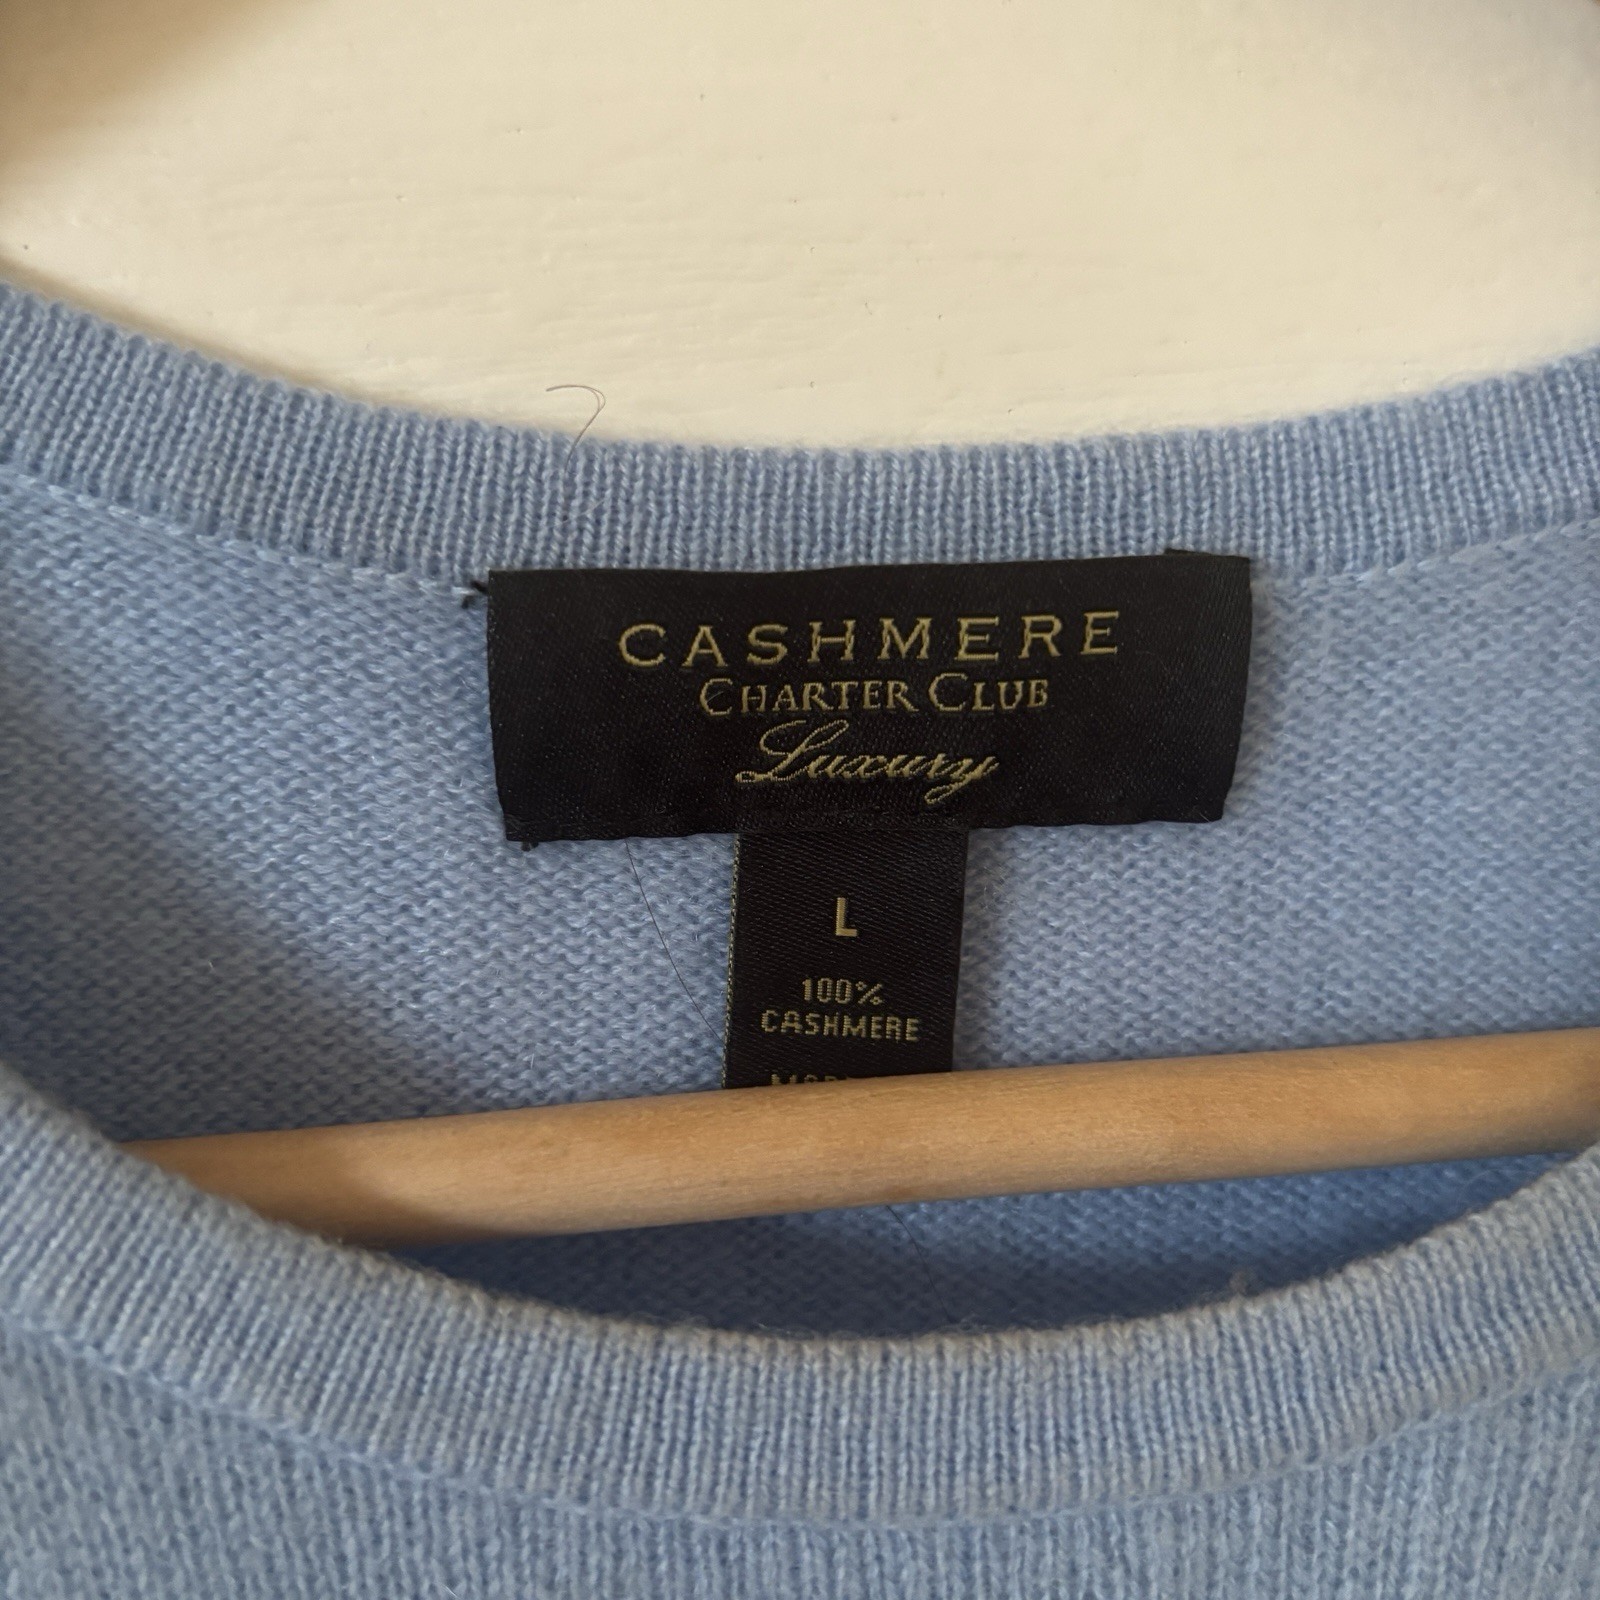 CASHMERE
CHARTER CLUB
Luxury
L
100%
CASHMERE